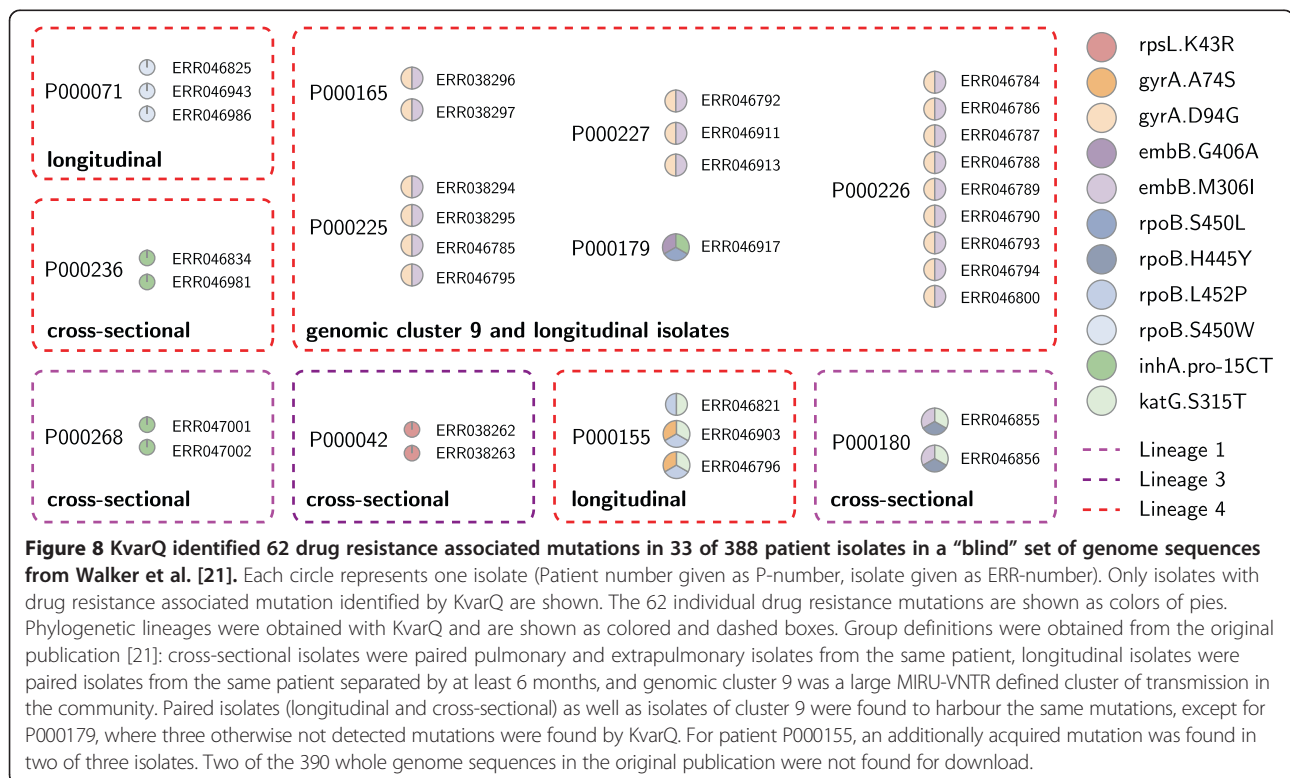 P000071
ERR046825
ERR046943
ERR046986
longitudinal
P000236
ERR046834
ERR046981
cross-sectional
P000165
ERR038296
ERR038297
P000225
ERR038294
ERR038295
ERR046785
ERR046795
P000227
ERR046792
ERR046911
ERR046913
P000179
ERR046917
P000226
ERR046784
ERR046786
ERR046787
ERR046788
ERR046789
ERR046790
ERR046793
ERR046794
ERR046800
genomic cluster 9 and longitudinal isolates
P000268
ERR047001
ERR047002
cross-sectional
P000042
ERR038262
ERR038263
cross-sectional
P000155
ERR046821
ERR046903
ERR046796
longitudinal
P000180
ERR046855
ERR046856
cross-sectional
rpsL.K43R
gyrA.A74S
gyrA.D94G
embB.G406A
embB.M306I
rpoB.S450L
rpoB.H445Y
rpoB.L452P
rpoB.S450W
inhA.pro-15CT
katG.S315T
Lineage 1
Lineage 3
Lineage 4
Figure 8 KvarQ identified 62 drug resistance associated mutations in 33 of 388 patient isolates in a “blind” set of genome sequences
from Walker et al. [21]. Each circle represents one isolate (Patient number given as P-number, isolate given as ERR-number). Only isolates with
drug resistance associated mutation identified by KvarQ are shown. The 62 individual drug resistance mutations are shown as colors of pies.
Phylogenetic lineages were obtained with KvarQ and are shown as colored and dashed boxes. Group definitions were obtained from the original
publication [21]: cross-sectional isolates were paired pulmonary and extrapulmonary isolates from the same patient, longitudinal isolates were
paired isolates from the same patient separated by at least 6 months, and genomic cluster 9 was a large MIRU-VNTR defined cluster of transmission in
the community. Paired isolates (longitudinal and cross-sectional) as well as isolates of cluster 9 were found to harbour the same mutations, except for
P000179, where three otherwise not detected mutations were found by KvarQ. For patient P000155, an additionally acquired mutation was found in
two of three isolates. Two of the 390 whole genome sequences in the original publication were not found for download.